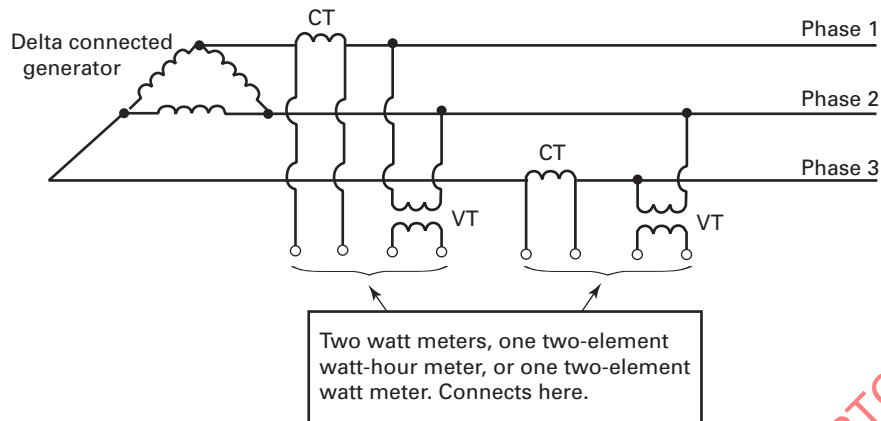 CT
Phase 1
Delta connected
generator
Phase 2
CT
Phase 3
VT
VT
Two watt meters, one two-element
watt-hour meter, or one two-element
watt meter. Connects here.